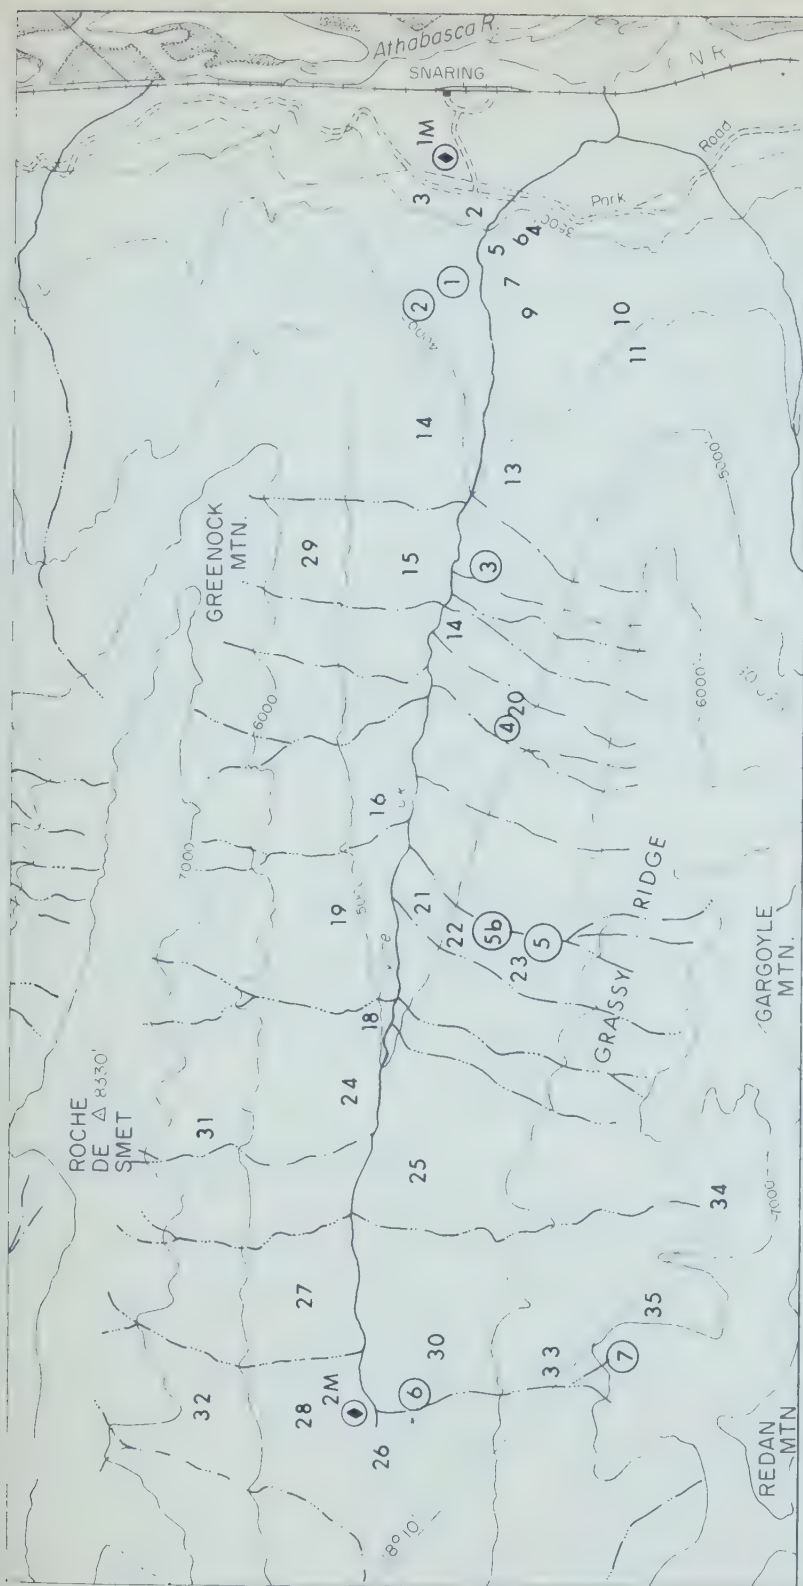 Athabasca R.
SNARING
N R
1M
3
2
Park
Road
3500
5
6
4
1
7
2
9
10
11
4000
14
13
5000
GREENOCK
MTN.
29
15
3
14
6000
4
20
6000
16
7000
19
21
22
5b
5
23
GRASSY RIDGE
GARGOYLE
MTN.
18
ROCHE
DE
SMET
△ 8330'
31
24
25
34
7000
27
30
33
35
7
32
28
2M
6
26
REDAN
MTN